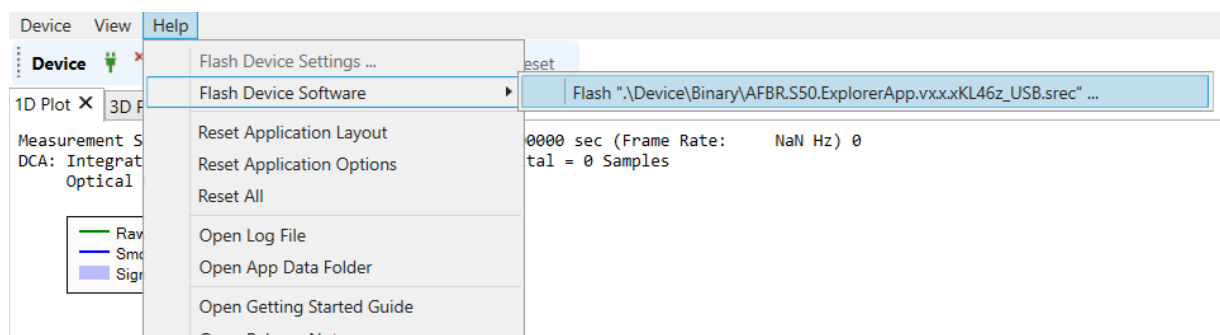 Device View Help
Device
Flash Device Settings ...
eset
Flash Device Software
Flash ".\Device\Binary\AFBR.S50.ExplorerApp.vx.x.xKL46z_USB.srec" ...
1D Plot
3D
Reset Application Layout
Measurement S
0000 sec (Frame Rate: NaN Hz) 0
DCA: Integrat
Reset Application Options
tal = 0 Samples
Optical
Reset All
Raw
Open Log File
Smo
Sign
Open App Data Folder
Open Getting Started Guide